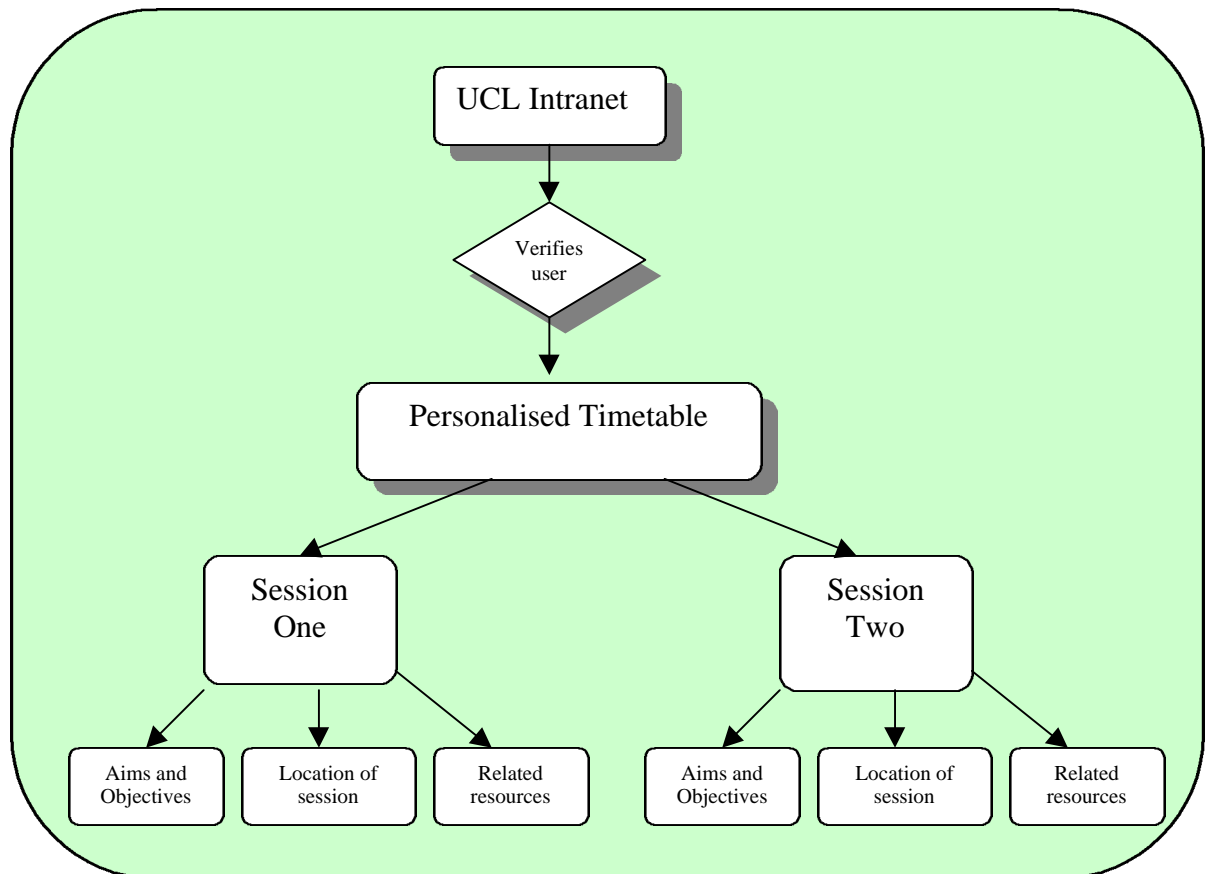 UCL Intranet
Verifies
user
Personalised Timetable
Session
One
Session
Two
Aims and
Objectives
Location of
session
Related
resources
Aims and
Objectives
Location of
session
Related
resources